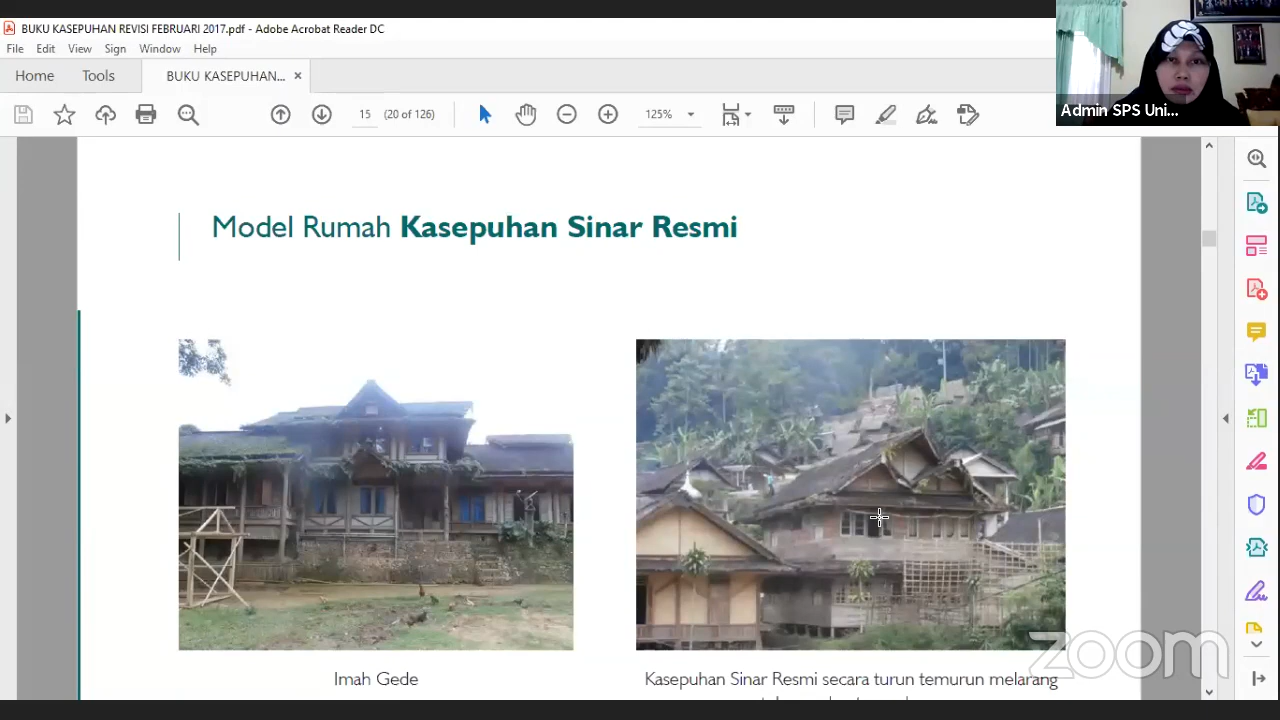 BUKU KASEPUHAN REVISI FEBRUARI 2017.pdf - Adobe Acrobat Reader DC
File Edit View Sign Window Help
Home Tools BUKU KASEPUHAN... ×
15 (20 of 126) 125%
Admin SPS Uni...
Model Rumah Kasepuhan Sinar Resmi
Imah Gede
Kasepuhan Sinar Resmi secara turun temurun melarang
zoom